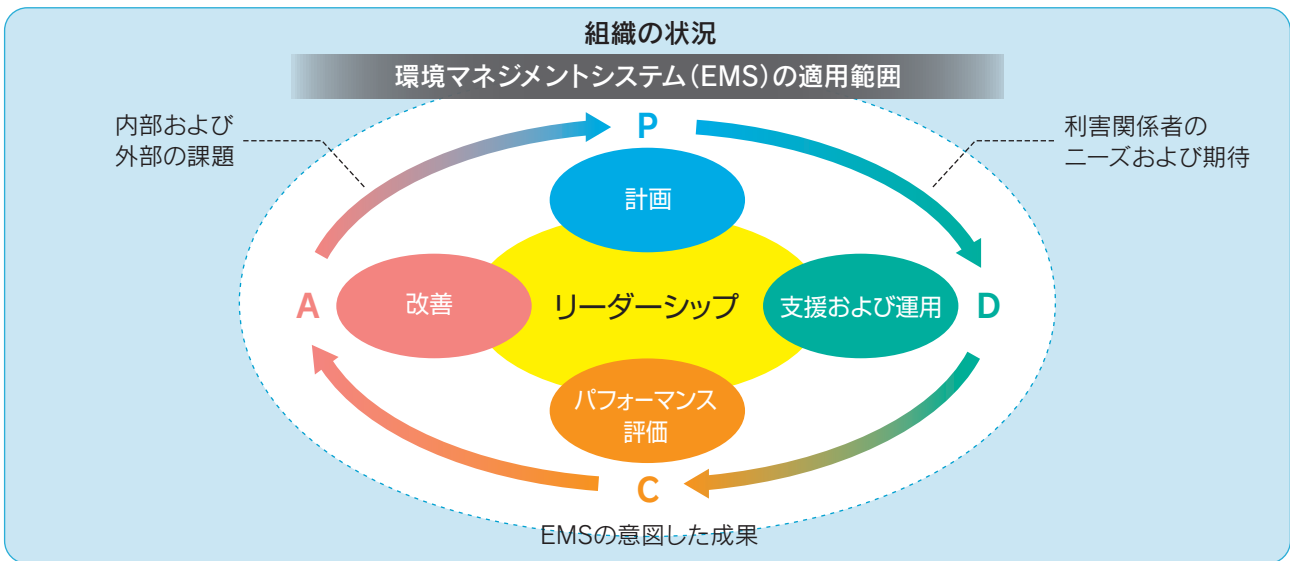 組織の状況
環境マネジメントシステム(EMS)の適用範囲
内部および
外部の課題
P
利害関係者の
ニーズおよび期待
計画
A
改善
リーダーシップ
支援および運用
D
パフォーマンス
評価
C
EMSの意図した成果